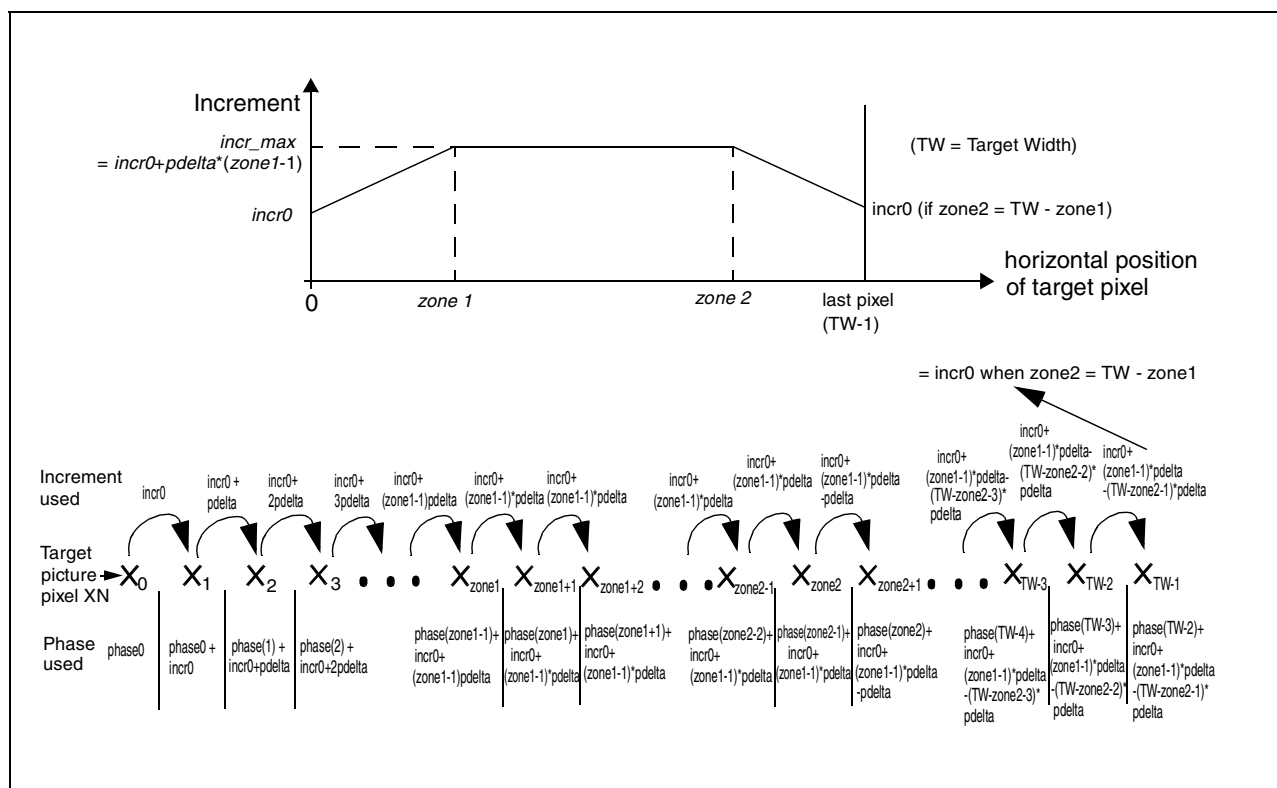 Increment
incr_max
= incr0+pdelta*(zone1-1)
(TW = Target Width)
incr0
incr0 (if zone2 = TW - zone1)
horizontal position
of target pixel
0
zone 1
zone 2
last pixel
(TW-1)
= incr0 when zone2 = TW - zone1
Increment
used
incr0
incr0 +
pdelta
incr0+
2pdelta
incr0+
3pdelta
incr0+
(zone1-1)pdelta
incr0+
(zone1-1)*pdelta
incr0+
(zone1-1)*pdelta
incr0+
(zone1-1)*pdelta
incr0+
(zone1-1)*pdelta
incr0+
(zone1-1)*pdelta
-pdelta
incr0+
(zone1-1)*pdelta-
(TW-zone2-3)*
pdelta
incr0+
(zone1-1)*pdelta-
(TW-zone2-2)*
pdelta
incr0+
(zone1-1)*pdelta
-(TW-zone2-1)*pdelta
Target
picture
pixel XN
X0
X1
X2
X3
Xzone1
Xzone1+1
Xzone1+2
Xzone2-1
Xzone2
Xzone2+1
XTW-3
XTW-2
XTW-1
Phase
used
phase0
phase0 +
incr0
phase(1) +
incr0+pdelta
phase(2) +
incr0+2pdelta
phase(zone1-1)+
incr0+
(zone1-1)pdelta
phase(zone1)+
incr0+
(zone1-1)*pdelta
phase(zone1+1)+
incr0+
(zone1-1)*pdelta
phase(zone2-2)+
incr0+
(zone1-1)*pdelta
phase(zone2-1)+
incr0+
(zone1-1)*pdelta
phase(zone2)+
incr0+
(zone1-1)*pdelta
-pdelta
phase(TW-4)+
incr0+
(zone1-1)*pdelta
-(TW-zone2-3)*
pdelta
phase(TW-3)+
incr0+
(zone1-1)*pdelta
-(TW-zone2-2)*
pdelta
phase(TW-2)+
incr0+
(zone1-1)*pdelta
-(TW-zone2-1)*
pdelta